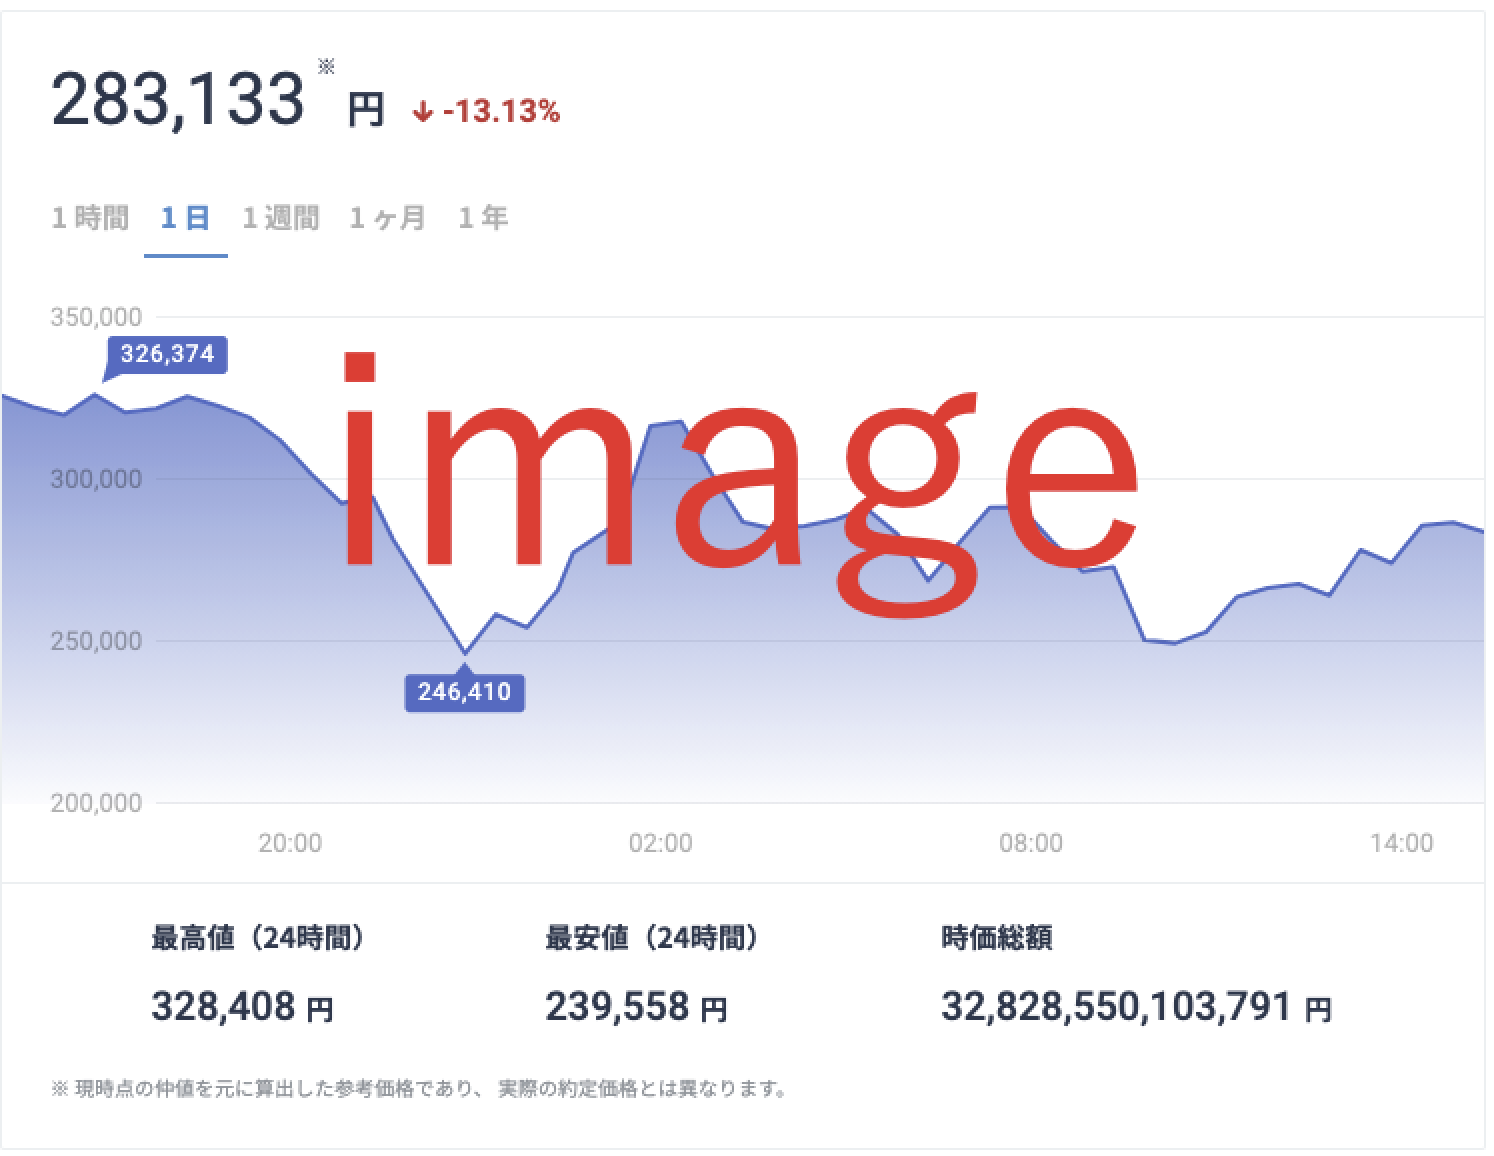 283,133※ 円 ↓ -13.13%
1 時間 1 日 1 週間 1 ヶ月 1 年
350,000
326,374
image
300,000
250,000
246,410
200,000
20:00 02:00 08:00 14:00
最高値（24時間） 最安値（24時間） 時価総額
328,408 円 239,558 円 32,828,550,103,791 円
※ 現時点の仲値を元に算出した参考価格であり、 実際の約定価格とは異なります。